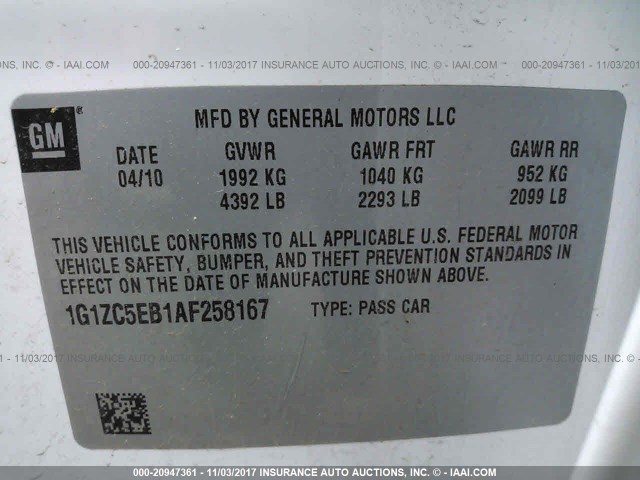 000-20947361 - 11/03/2017 INSURANCE AUTO AUCTIONS, INC. - © IAAI.COM
GM
MFD BY GENERAL MOTORS LLC
DATE GVWR GAWR FRT GAWR RR
04/10 1992 KG 1040 KG 952 KG
4392 LB 2293 LB 2099 LB
THIS VEHICLE CONFORMS TO ALL APPLICABLE U.S. FEDERAL MOTOR
VEHICLE SAFETY, BUMPER, AND THEFT PREVENTION STANDARDS IN
EFFECT ON THE DATE OF MANUFACTURE SHOWN ABOVE.
1G1ZC5EB1AF258167 TYPE: PASS CAR
000-20947361 - 11/03/2017 INSURANCE AUTO AUCTIONS, INC. - © IAAI.COM
000-20947361 - 11/03/2017 INSURANCE AUTO AUCTIONS, INC. - © IAAI.COM